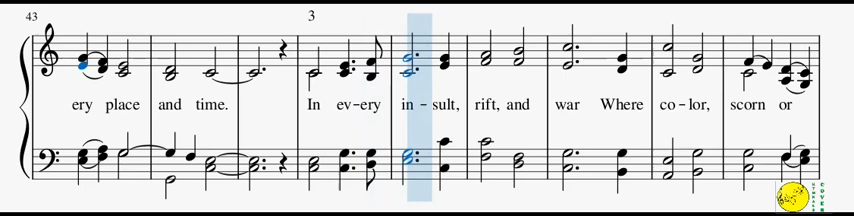 43
3
ery place and time. In ev-ery in-sult, rift, and war Where co-lor, scorn or